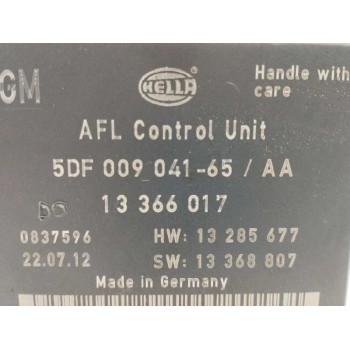 GM HELLA Handle with care
AFL Control Unit
5DF 009 041-65 / AA
13 366 017
0837596 HW: 13 285 677
22.07.12 SW: 13 368 807
Made in Germany